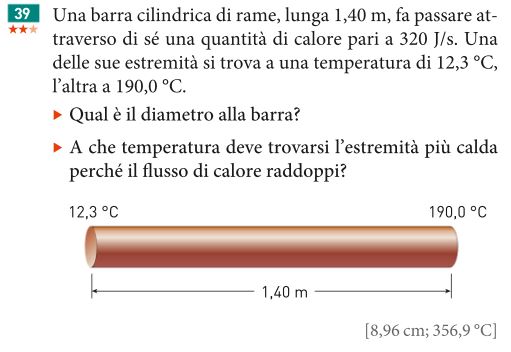 39 Una barra cilindrica di rame, lunga 1,40 m, fa passare at-
traverso di sé una quantità di calore pari a 320 J/s. Una
delle sue estremità si trova a una temperatura di 12,3 °C,
l'altra a 190,0 °C.
▶ Qual è il diametro alla barra?
▶ A che temperatura deve trovarsi l'estremità più calda
perché il flusso di calore raddoppi?
12,3 °C 190,0 °C
1,40 m
[8,96 cm; 356,9 °C]